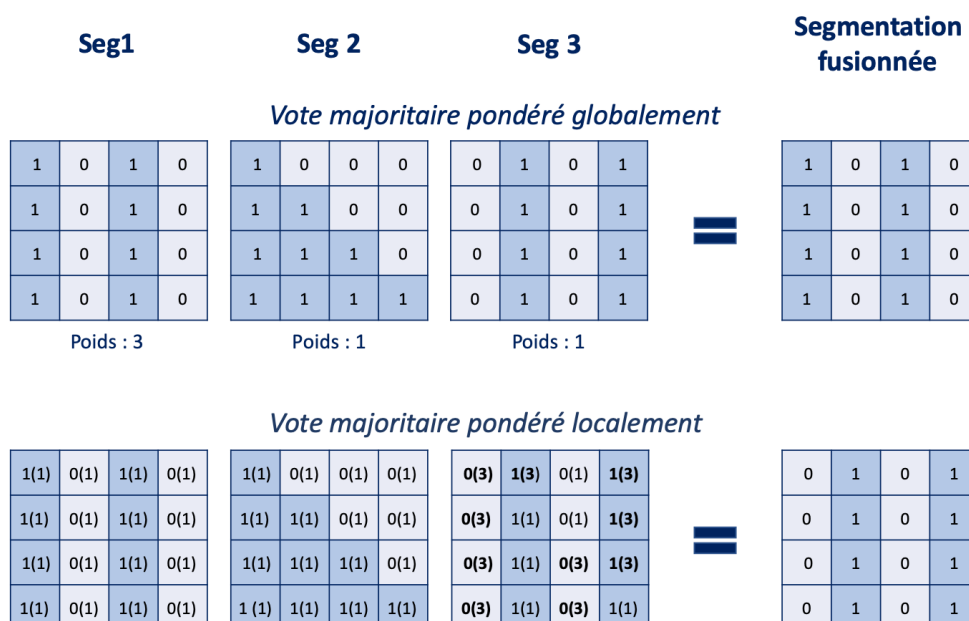 Seg1 Seg 2 Seg 3 Segmentation
fusionnée
Vote majoritaire pondéré globalement
1 0 1 0 1 0 0 0 0 1 0 1 1 0 1 0
1 0 1 0 1 1 0 0 0 1 0 1 1 0 1 0
1 0 1 0 1 1 1 0 0 1 0 1 1 0 1 0
1 0 1 0 1 1 1 1 0 1 0 1 1 0 1 0
Poids : 3 Poids : 1 Poids : 1
Vote majoritaire pondéré localement
1(1) 0(1) 1(1) 0(1) 1(1) 0(1) 0(1) 0(1) 0(3) 1(3) 0(1) 1(3) 0 1 0 1
1(1) 0(1) 1(1) 0(1) 1(1) 1(1) 0(1) 0(1) 0(3) 1(1) 0(1) 1(3) 0 1 0 1
1(1) 0(1) 1(1) 0(1) 1(1) 1(1) 1(1) 0(1) 0(3) 1(1) 0(3) 1(3) 0 1 0 1
1(1) 0(1) 1(1) 0(1) 1 (1) 1(1) 1(1) 1(1) 0(3) 1(1) 0(3) 1(1) 0 1 0 1